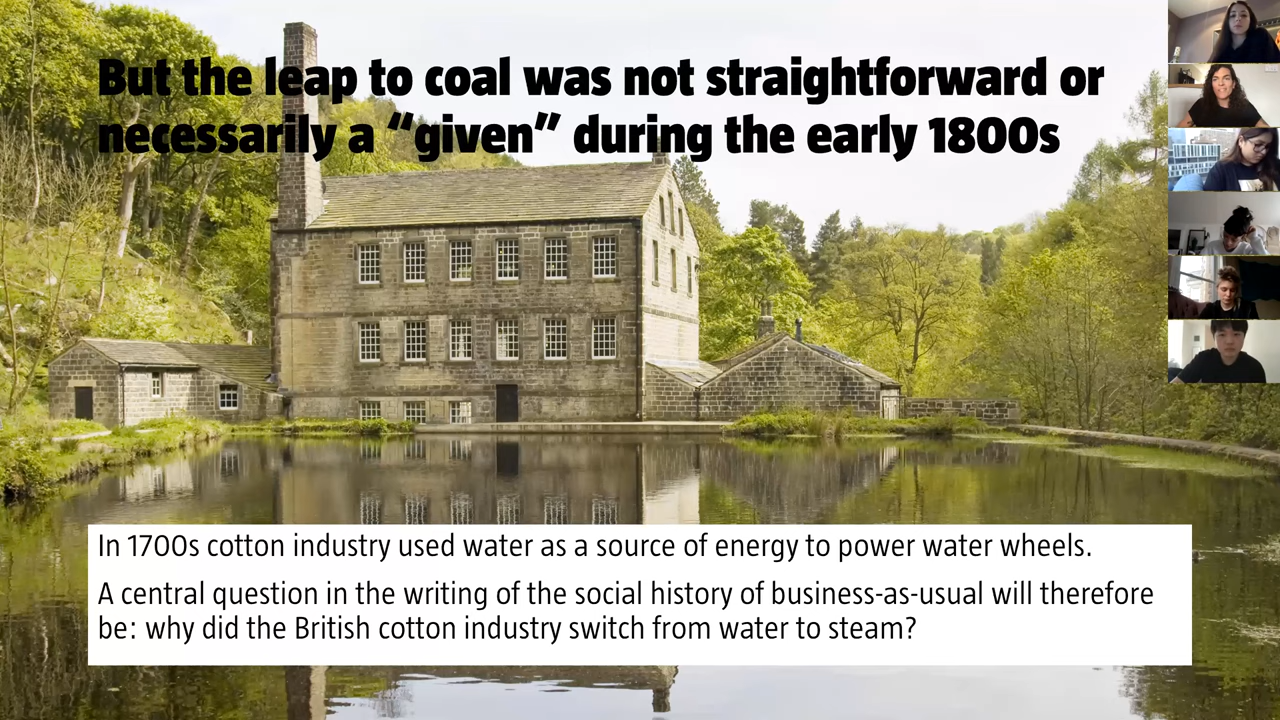 But the leap to coal was not straightforward or
necessarily a “given” during the early 1800s
In 1700s cotton industry used water as a source of energy to power water wheels.
A central question in the writing of the social history of business-as-usual will therefore
be: why did the British cotton industry switch from water to steam?